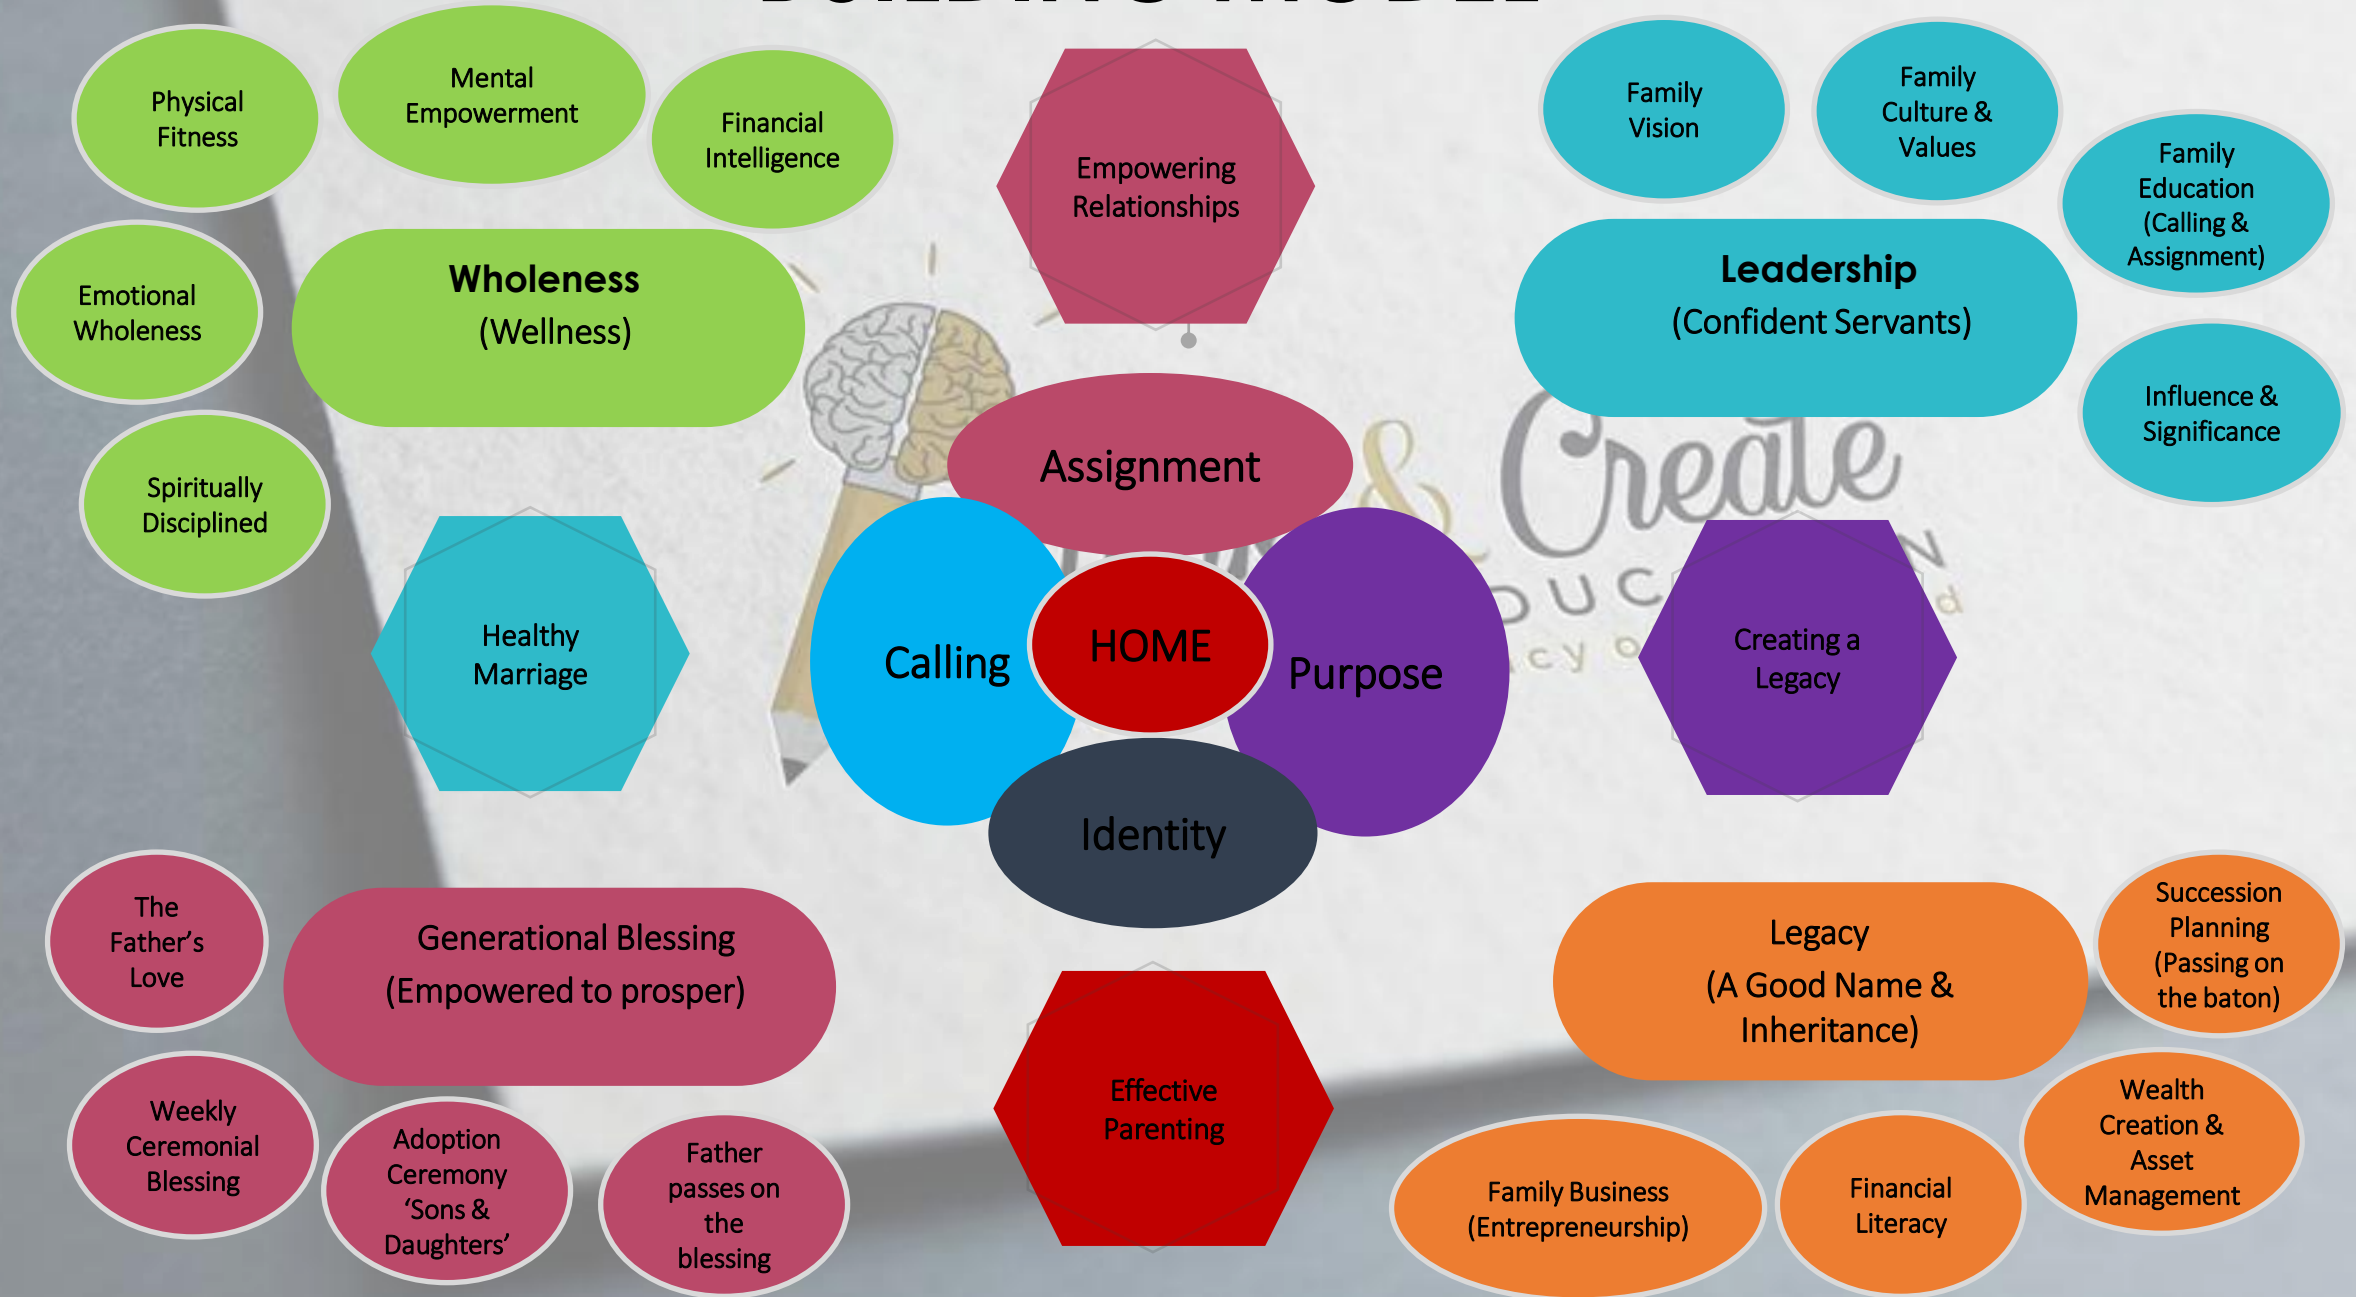 BUILDING MODEL
Physical
Fitness
Mental
Empowerment
Financial
Intelligence
Emotional
Wholeness
Spiritually
Disciplined
Wholeness
(Wellness)
Empowering
Relationships
Family
Vision
Family
Culture &
Values
Family
Education
(Calling &
Assignment)
Influence &
Significance
Leadership
(Confident Servants)
Assignment
Calling
HOME
Purpose
Identity
& Create
Healthy
Marriage
Creating a
Legacy
The
Father’s
Love
Generational Blessing
(Empowered to prosper)
Weekly
Ceremonial
Blessing
Adoption
Ceremony
‘Sons &
Daughters’
Father
passes on
the
blessing
Effective
Parenting
Legacy
(A Good Name &
Inheritance)
Succession
Planning
(Passing on
the baton)
Wealth
Creation &
Asset
Management
Family Business
(Entrepreneurship)
Financial
Literacy